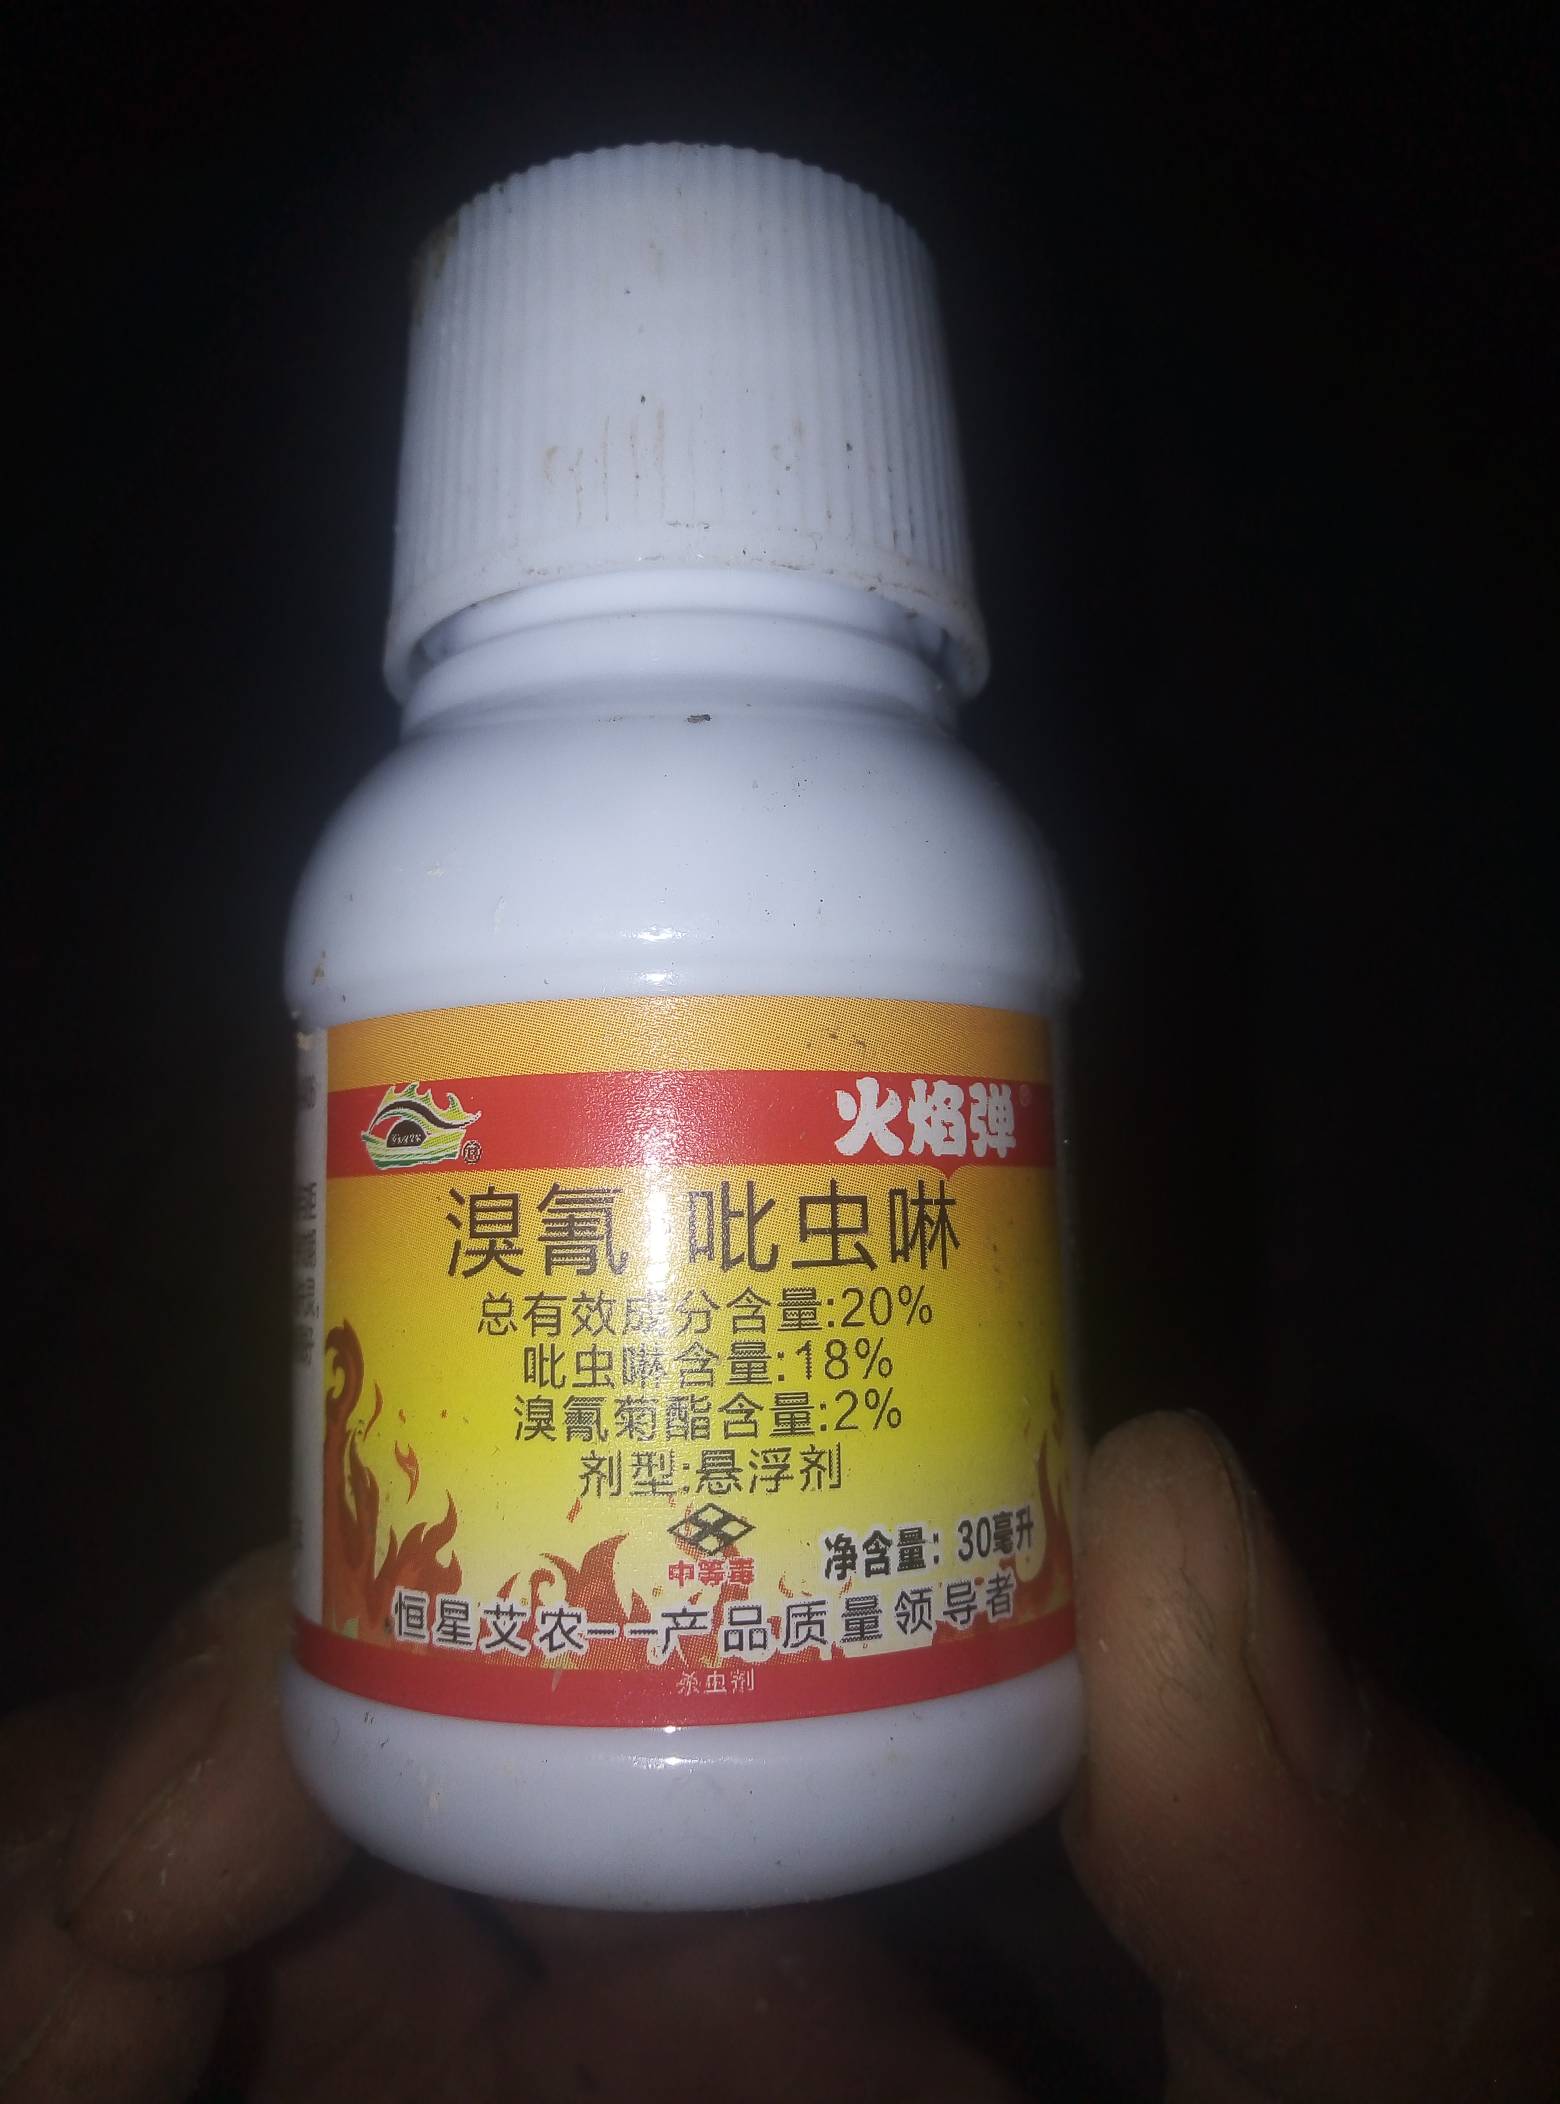 火焰弹®
溴氰·吡虫啉
总有效成分含量:20%
吡虫啉含量:18%
溴氰菊酯含量:2%
剂型:悬浮剂
中等毒
净含量：30毫升
恒星艾农——产品质量领导者
杀虫剂